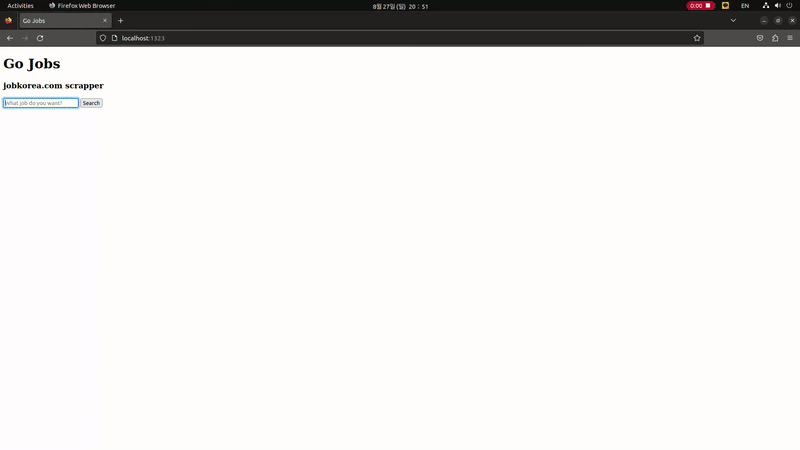 Activities Firefox Web Browser 8월 27일 (일) 20 : 51 0:00 EN
Go Jobs
localhost:1323
Go Jobs
jobkorea.com scrapper
What job do you want? Search